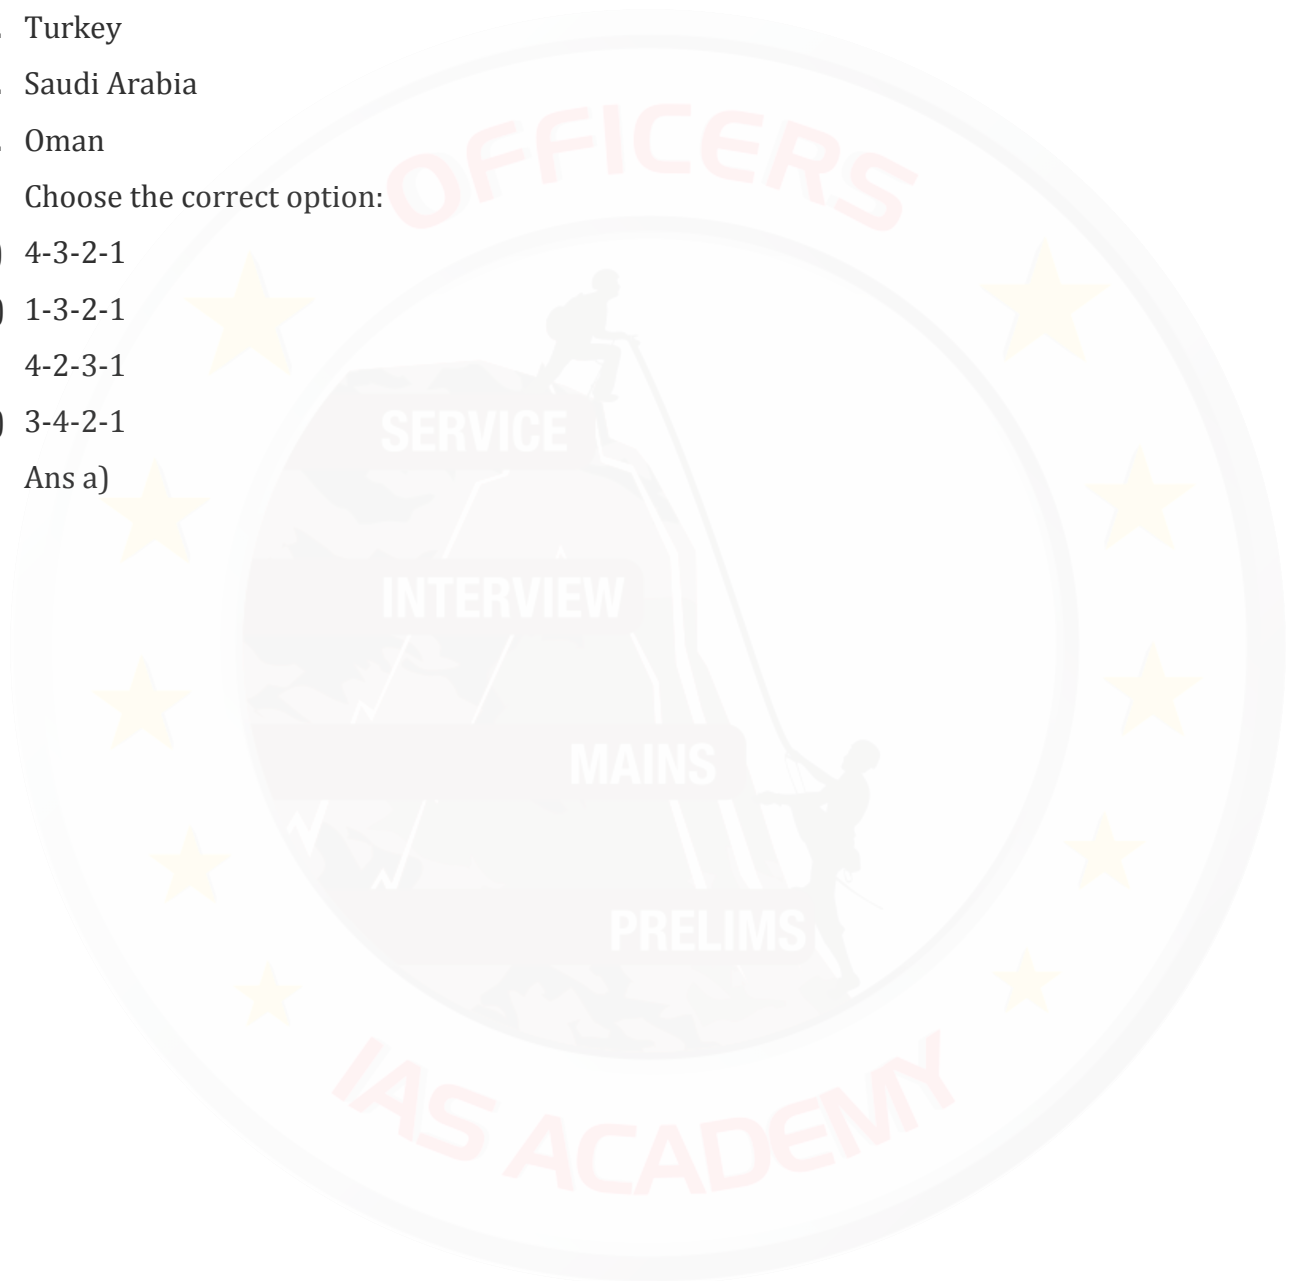 Turkey
Saudi Arabia
Oman
Choose the correct option:
) 4-3-2-1
) 1-3-2-1
4-2-3-1
) 3-4-2-1
Ans a)
OFFICERS
SERVICE
INTERVIEW
MAINS
PRELIMS
IAS ACADEMY